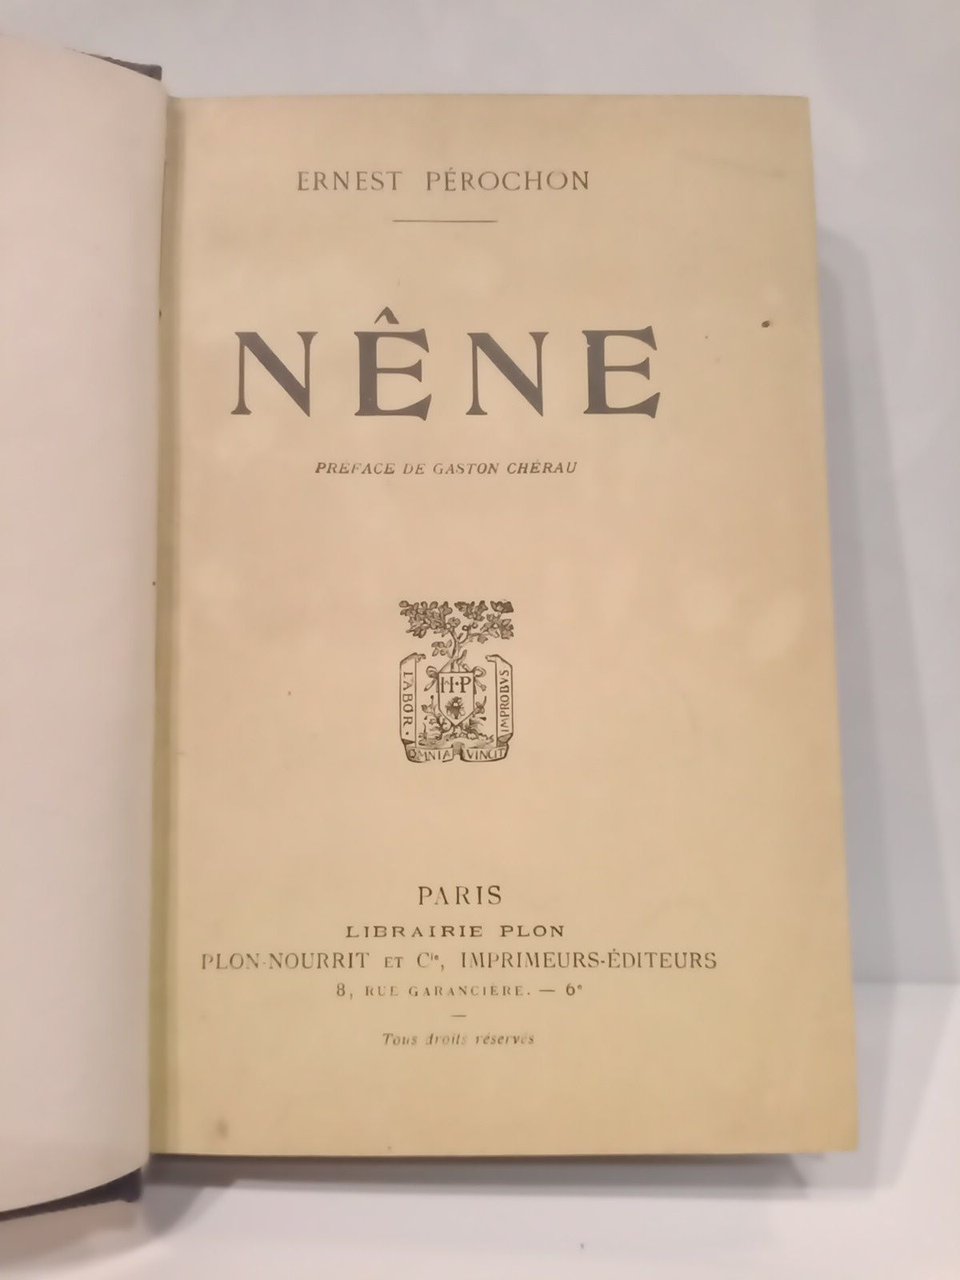 ERNEST PÉROCHON
NÊNE
PRÉFACE DE GASTON CHÉRAU
H·P
LABOR·
IMPROBVS
OMNIA VINCIT
PARIS
LIBRAIRIE PLON
PLON-NOURRIT ET Cie, IMPRIMEURS-ÉDITEURS
8, RUE GARANCIÈRE. — 6e
Tous droits réservés